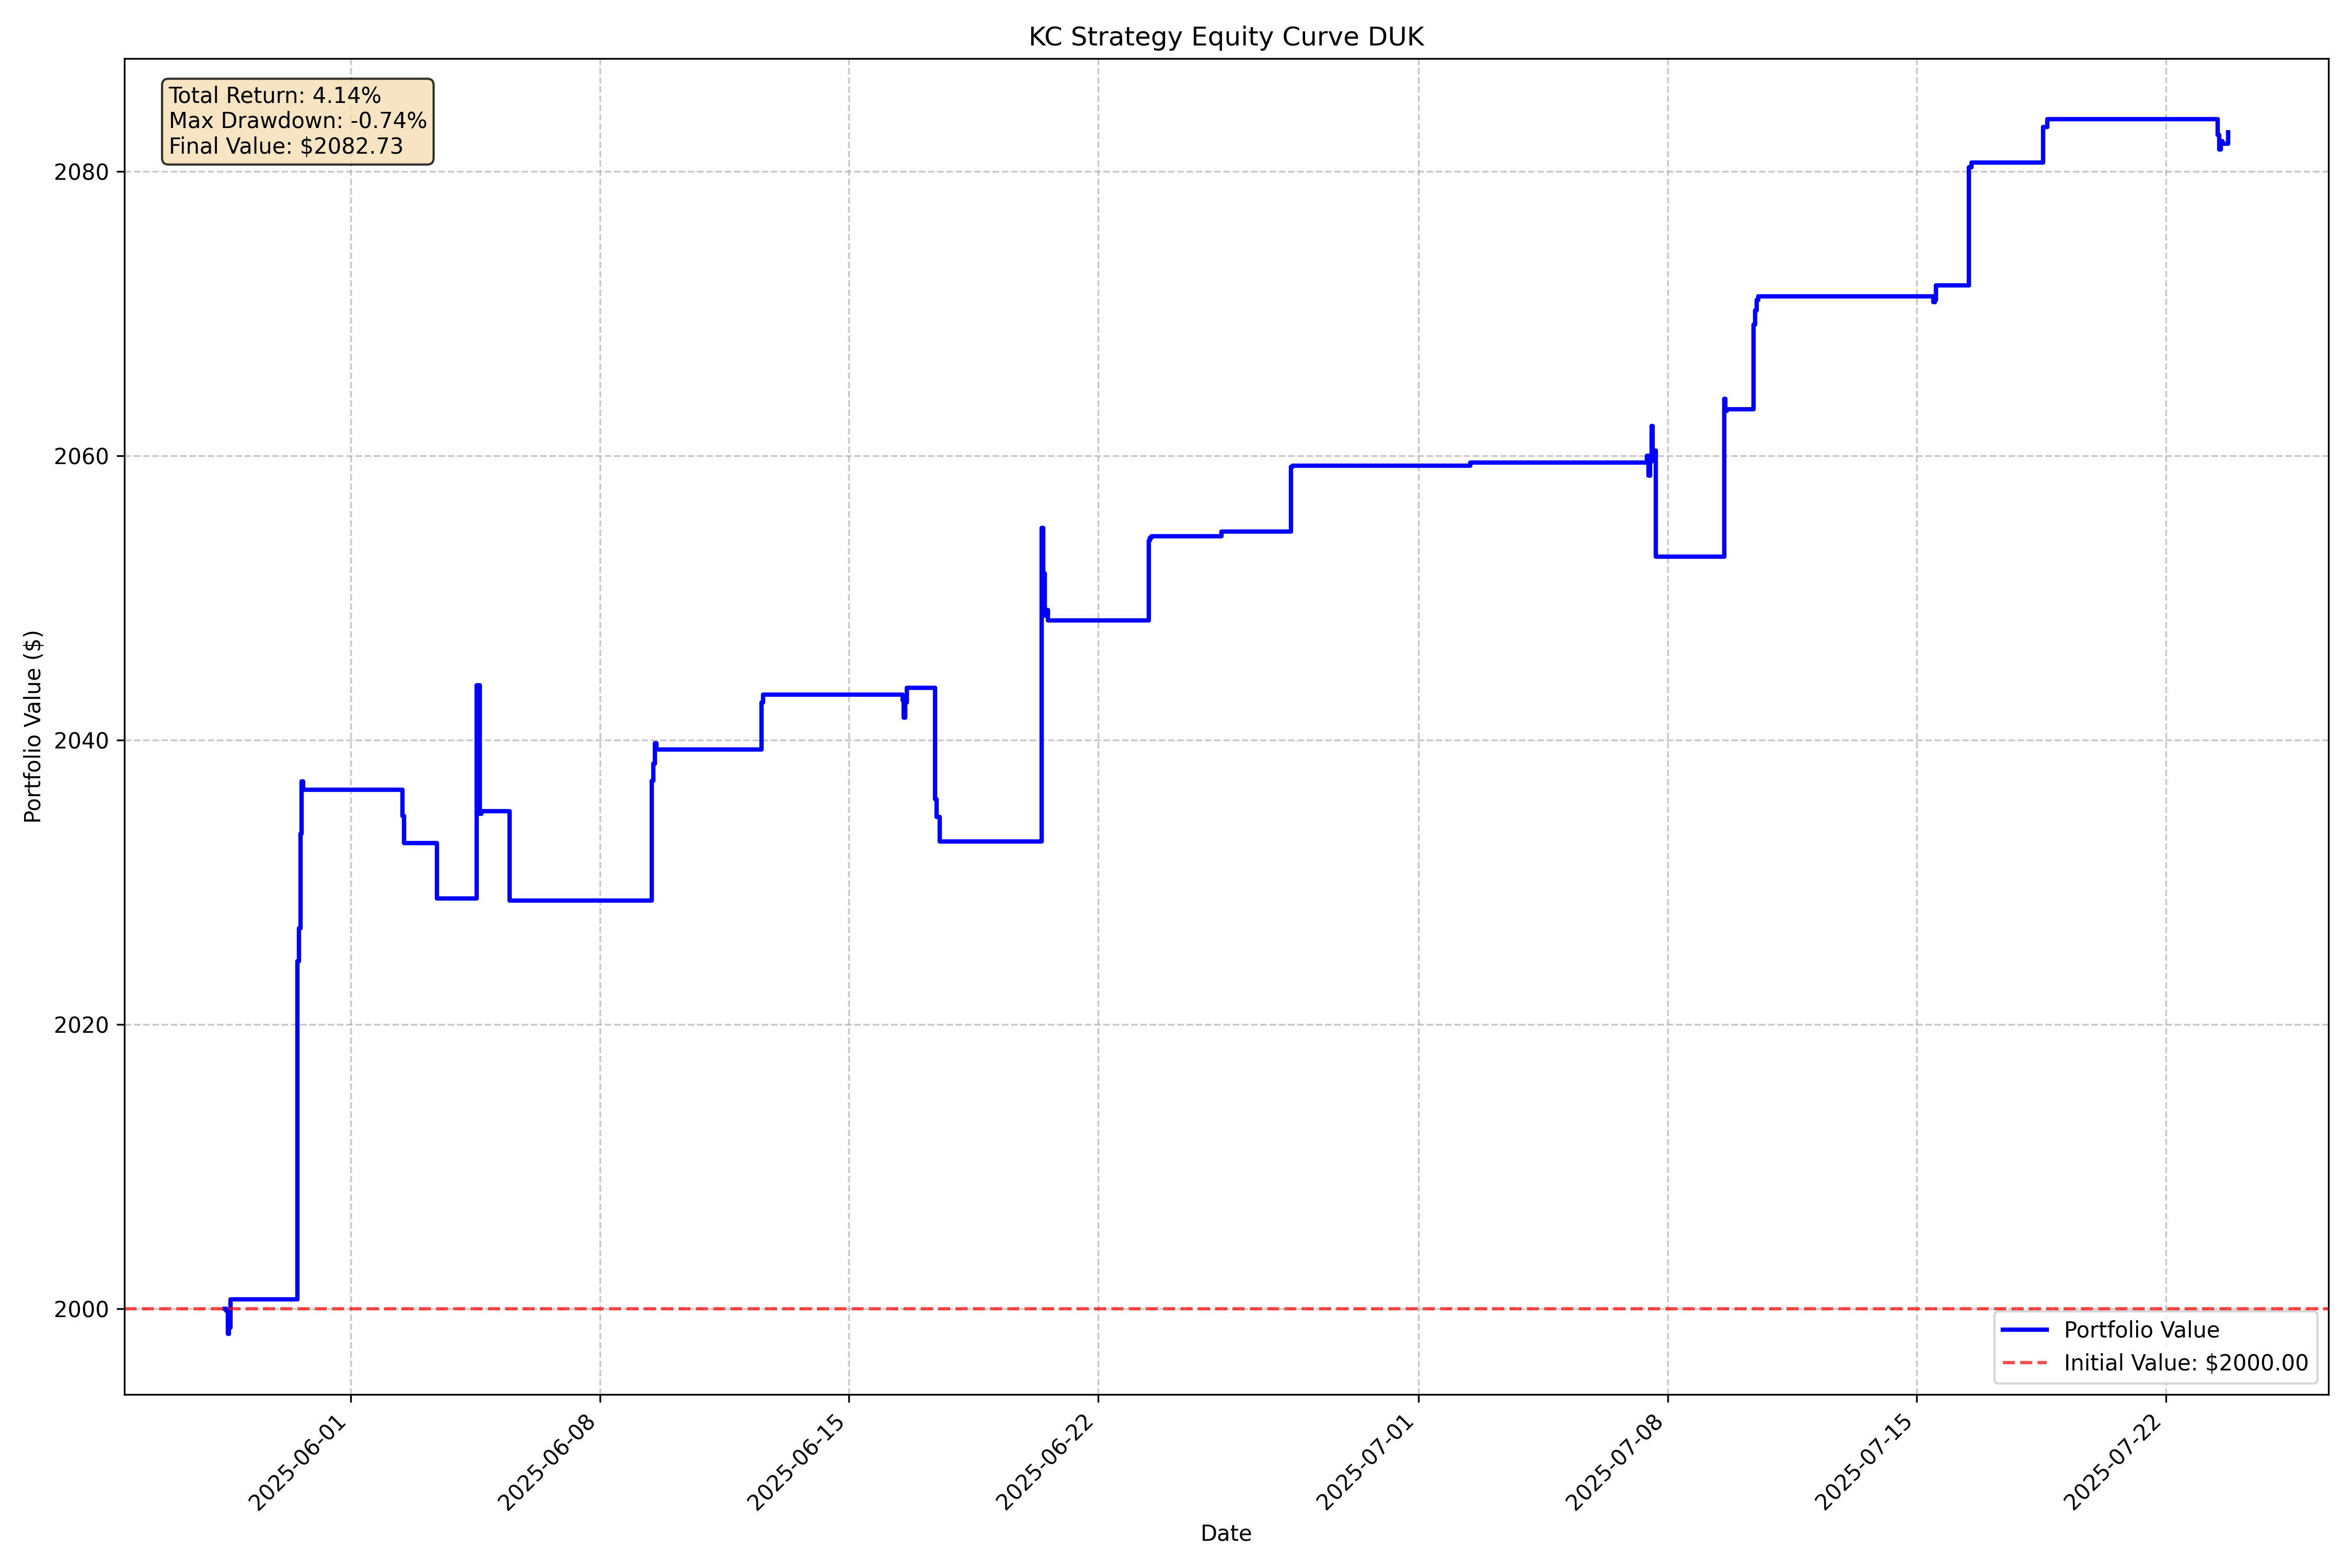 KC Strategy Equity Curve DUK
Total Return: 4.14%
Max Drawdown: -0.74%
Final Value: $2082.73
Portfolio Value ($)
2080
2060
2040
2020
2000
Portfolio Value
Initial Value: $2000.00
2025-06-01
2025-06-08
2025-06-15
2025-06-22
2025-07-01
2025-07-08
2025-07-15
2025-07-22
Date